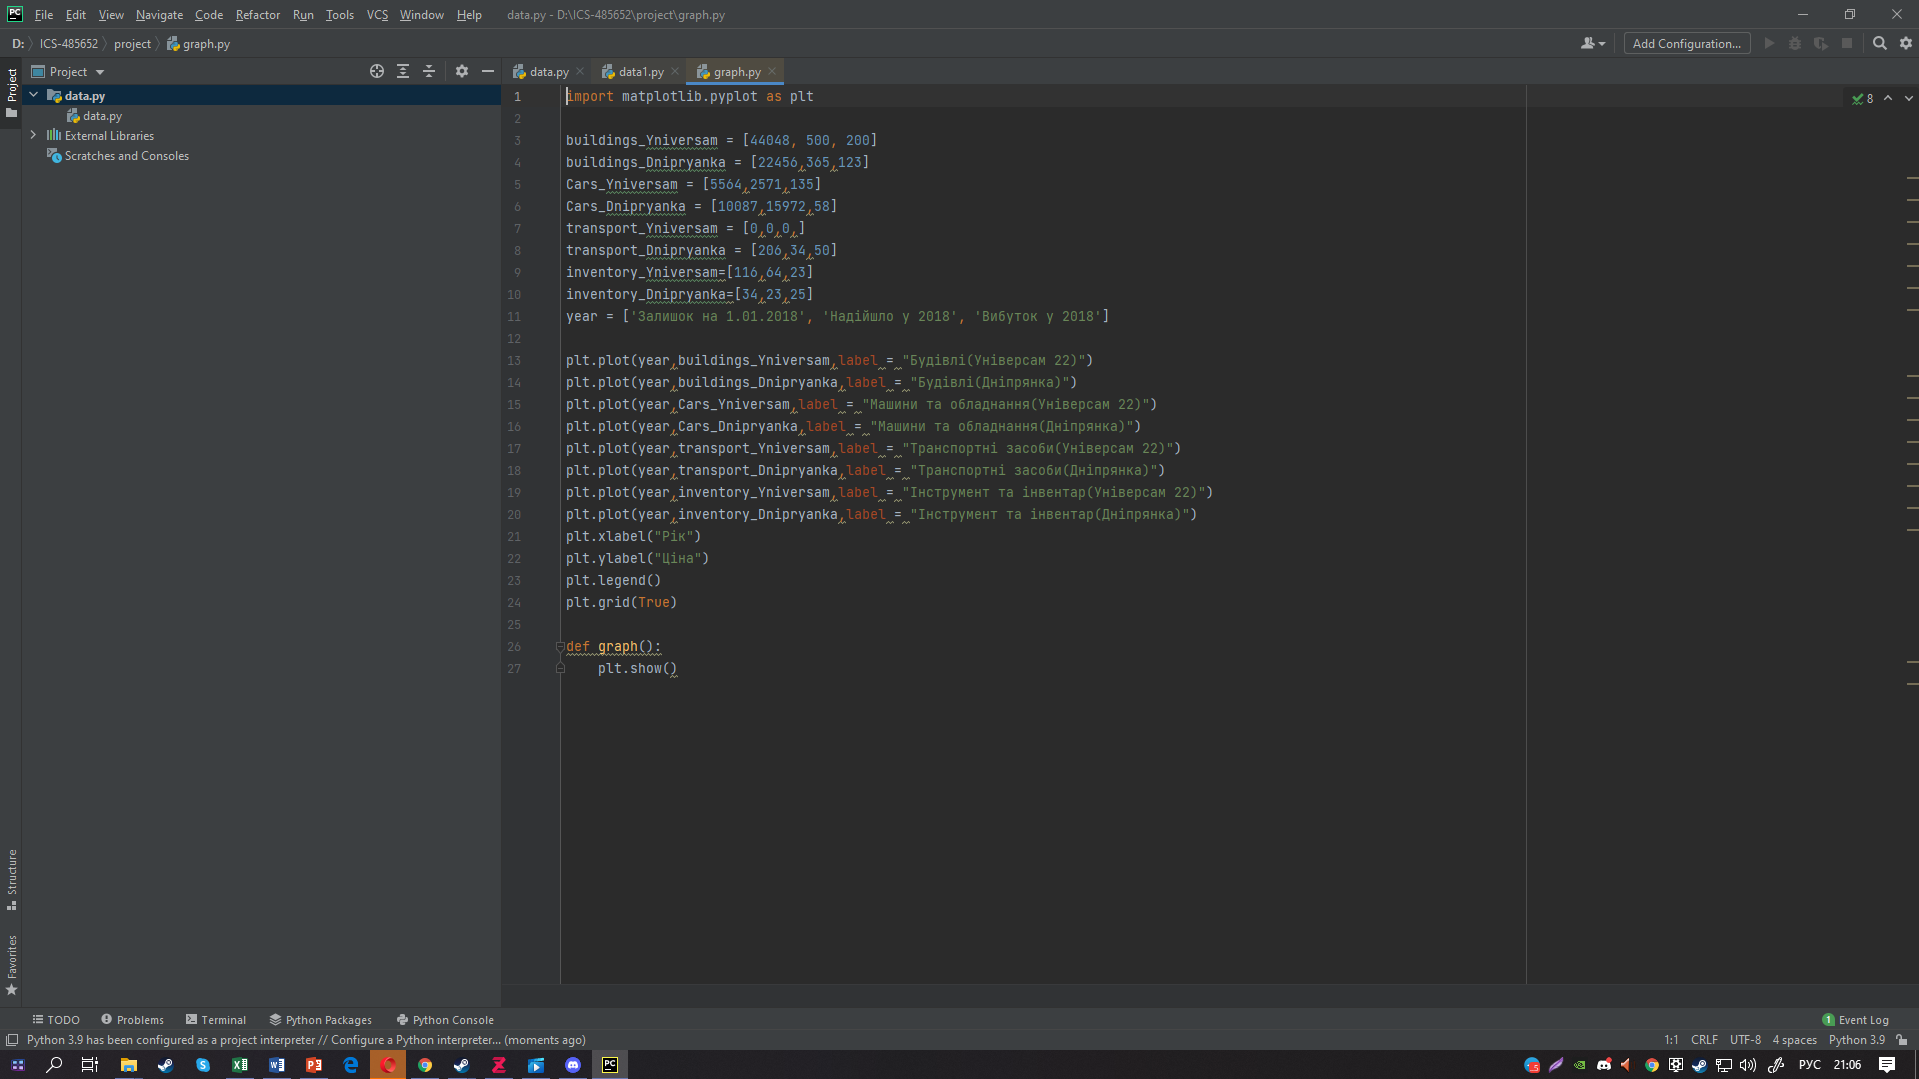 File Edit View Navigate Code Refactor Run Tools VCS Window Help data.py - D:\ICS-485652\project\graph.py
D: ICS-485652 project graph.py Add Configuration...
Project data.py data1.py graph.py
Project
data.py
data.py
External Libraries
Scratches and Consoles
8
1 import matplotlib.pyplot as plt
2
3 buildings_Yniversam = [44048, 500, 200]
4 buildings_Dnipryanka = [22456,365,123]
5 Cars_Yniversam = [5564,2571,135]
6 Cars_Dnipryanka = [10087,15972,58]
7 transport_Yniversam = [0,0,0,]
8 transport_Dnipryanka = [206,34,50]
9 inventory_Yniversam=[116,64,23]
10 inventory_Dnipryanka=[34,23,25]
11 year = ['Залишок на 1.01.2018', 'Надійшло у 2018', 'Вибуток у 2018']
12
13 plt.plot(year,buildings_Yniversam,label = "Будівлі(Універсам 22)")
14 plt.plot(year,buildings_Dnipryanka,label = "Будівлі(Дніпрянка)")
15 plt.plot(year,Cars_Yniversam,label = "Машини та обладнання(Універсам 22)")
16 plt.plot(year,Cars_Dnipryanka,label = "Машини та обладнання(Дніпрянка)")
17 plt.plot(year,transport_Yniversam,label = "Транспортні засоби(Універсам 22)")
18 plt.plot(year,transport_Dnipryanka,label = "Транспортні засоби(Дніпрянка)")
19 plt.plot(year,inventory_Yniversam,label = "Інструмент та інвентар(Універсам 22)")
20 plt.plot(year,inventory_Dnipryanka,label = "Інструмент та інвентар(Дніпрянка)")
21 plt.xlabel("Рік")
22 plt.ylabel("Ціна")
23 plt.legend()
24 plt.grid(True)
25
26 def graph():
27 plt.show()
Structure
Favorites
TODO Problems Terminal Python Packages Python Console 1 Event Log
Python 3.9 has been configured as a project interpreter // Configure a Python interpreter... (moments ago) 1:1 CRLF UTF-8 4 spaces Python 3.9
РУС 21:06